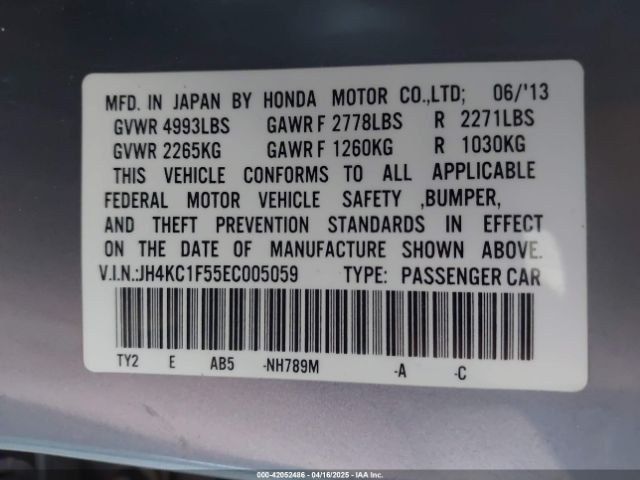 MFD. IN JAPAN BY HONDA MOTOR CO.,LTD; 06/'13
GVWR 4993LBS GAWR F 2778LBS R 2271LBS
GVWR 2265KG GAWR F 1260KG R 1030KG
THIS VEHICLE CONFORMS TO ALL APPLICABLE
FEDERAL MOTOR VEHICLE SAFETY ,BUMPER,
AND THEFT PREVENTION STANDARDS IN EFFECT
ON THE DATE OF MANUFACTURE SHOWN ABOVE.
V.I.N.:JH4KC1F55EC005059 TYPE: PASSENGER CAR
TY2 E AB5 -NH789M -A -C
000-42052486 - 04/16/2025 - IAA Inc.